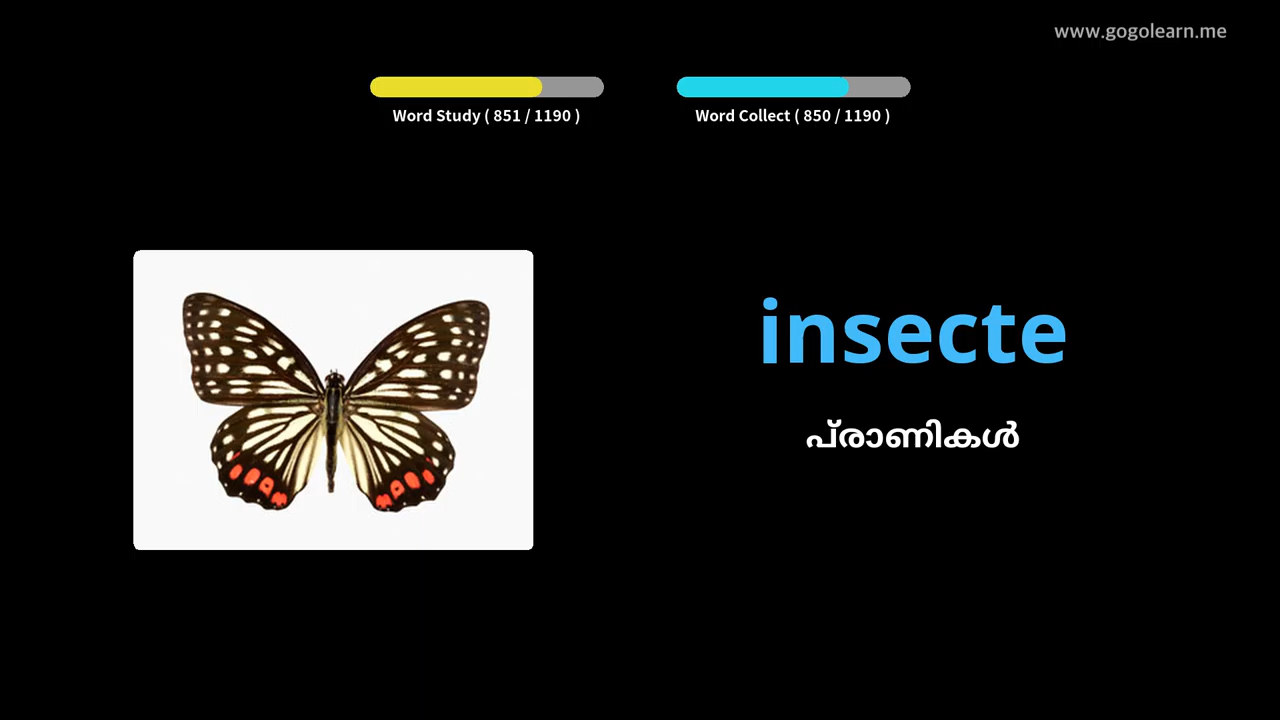 www.gogolearn.me
Word Study ( 851 / 1190 )
Word Collect ( 850 / 1190 )
insecte
പ്രാണികൾ